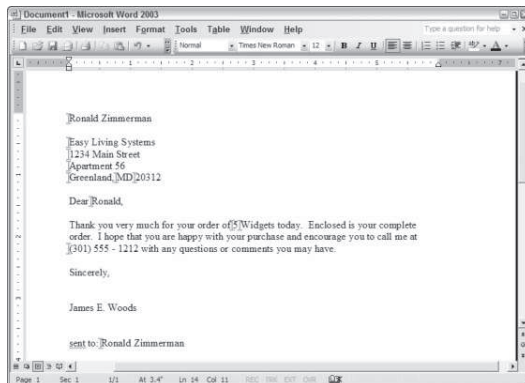 Document1 - Microsoft Word 2003
File Edit View Insert Format Tools Table Window Help Type a question for help
Normal Times New Roman 12 B I U
Ronald Zimmerman
Easy Living Systems
1234 Main Street
Apartment 56
Greenland, MD 20312
Dear Ronald,
Thank you very much for your order of 5 Widgets today. Enclosed is your complete
order. I hope that you are happy with your purchase and encourage you to call me at
(301) 555 - 1212 with any questions or comments you may have.
Sincerely,
James E. Woods
sent to: Ronald Zimmerman
Page 1 Sec 1 1/1 At 3.4" Ln 14 Col 11 REC TRK EXT OVR